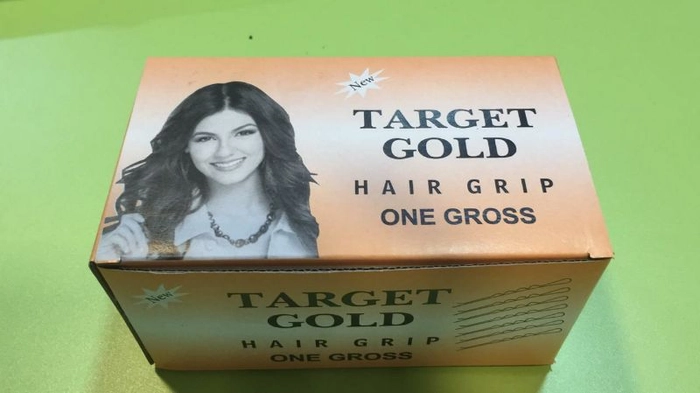 New
TARGET
GOLD
HAIR GRIP
ONE GROSS
New
TARGET
GOLD
HAIR GRIP
ONE GROSS